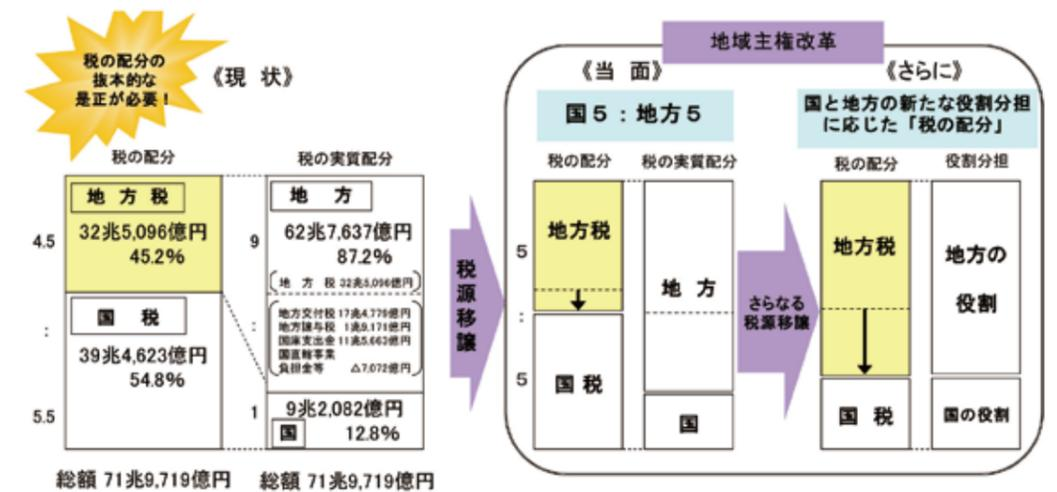 税の配分の
抜本的な
是正が必要！
《現　状》
税の配分
税の実質配分
4.5
：
5.5
地　方　税
32兆5,096億円
45.2%
国　税
39兆4,623億円
54.8%
総額 71兆9,719億円
9
：
1
地　方
62兆7,637億円
87.2%
地　方　税 32兆5,096億円
地方交付税 17兆4,776億円
地方譲与税 1兆5,171億円
国庫支出金 11兆5,663億円
国直轄事業
負担金等　△7,072億円
9兆2,082億円
国　12.8%
総額 71兆9,719億円
税源移譲
地域主権改革
《当　面》
国５：地方５
税の配分
税の実質配分
5
：
5
地方税
国 税
地　方
国
さらなる
税源移譲
《さらに》
国と地方の新たな役割分担
に応じた「税の配分」
税の配分
役割分担
地方税
国　税
地方の
役割
国の役割